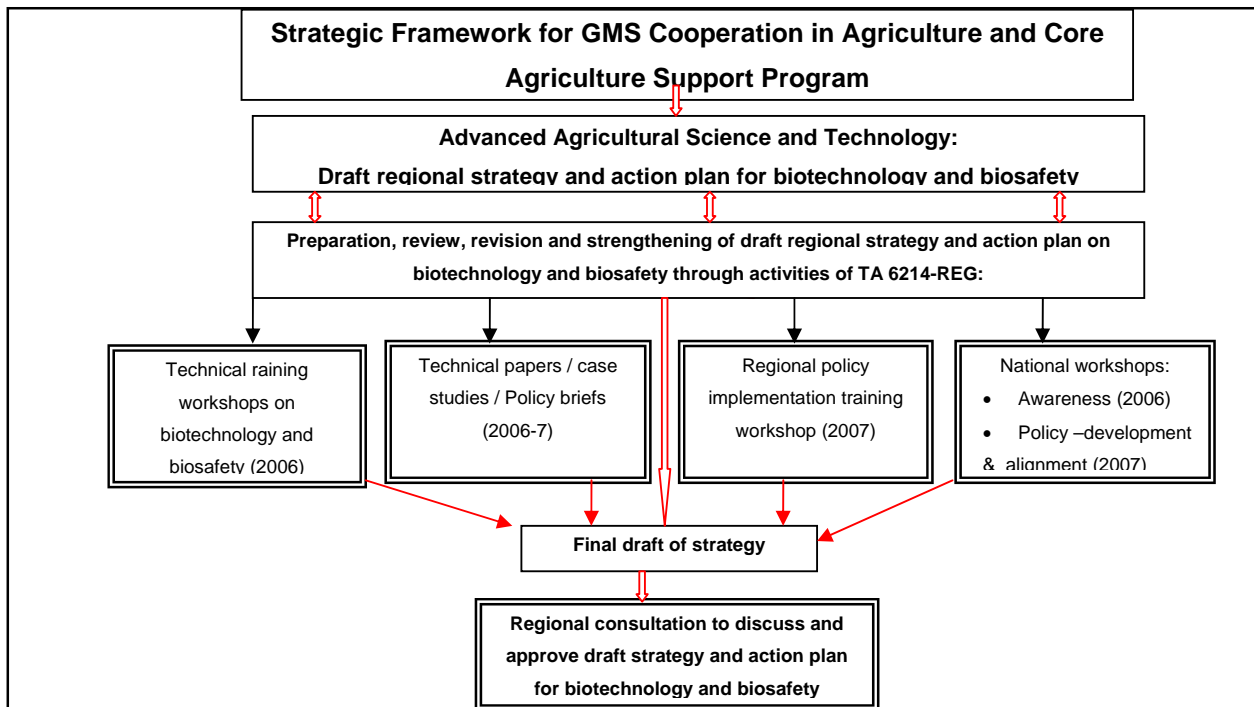 Strategic Framework for GMS Cooperation in Agriculture and Core
Agriculture Support Program
Advanced Agricultural Science and Technology:
Draft regional strategy and action plan for biotechnology and biosafety
Preparation, review, revision and strengthening of draft regional strategy and action plan on
biotechnology and biosafety through activities of TA 6214-REG:
Technical raining
workshops on
biotechnology and
biosafety (2006)
Technical papers / case
studies / Policy briefs
(2006-7)
Regional policy
implementation training
workshop (2007)
National workshops:
• Awareness (2006)
• Policy –development
& alignment (2007)
Final draft of strategy
Regional consultation to discuss and
approve draft strategy and action plan
for biotechnology and biosafety